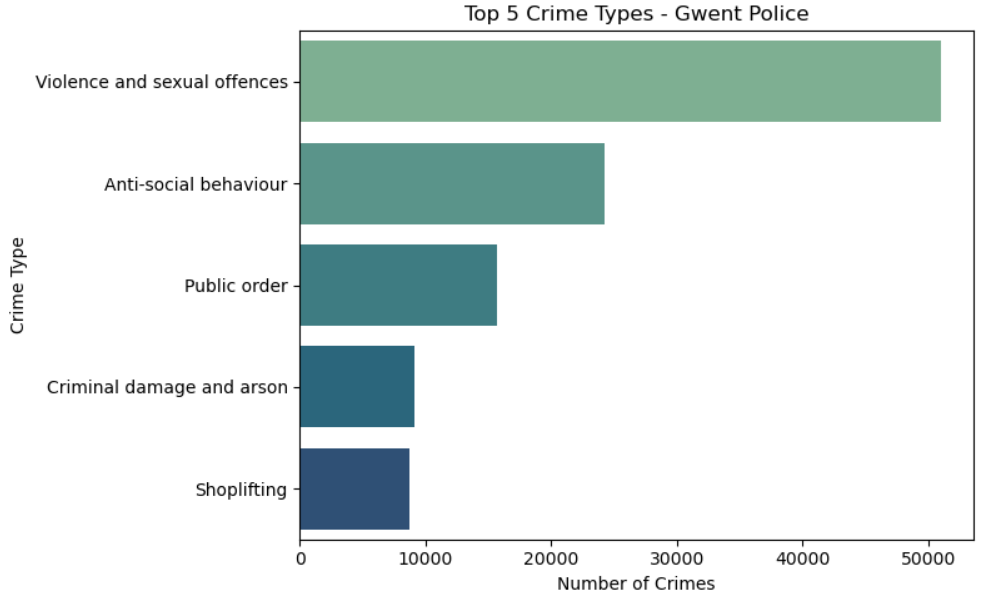 Top 5 Crime Types - Gwent Police
Violence and sexual offences
Anti-social behaviour
Public order
Criminal damage and arson
Shoplifting
Crime Type
0 10000 20000 30000 40000 50000
Number of Crimes